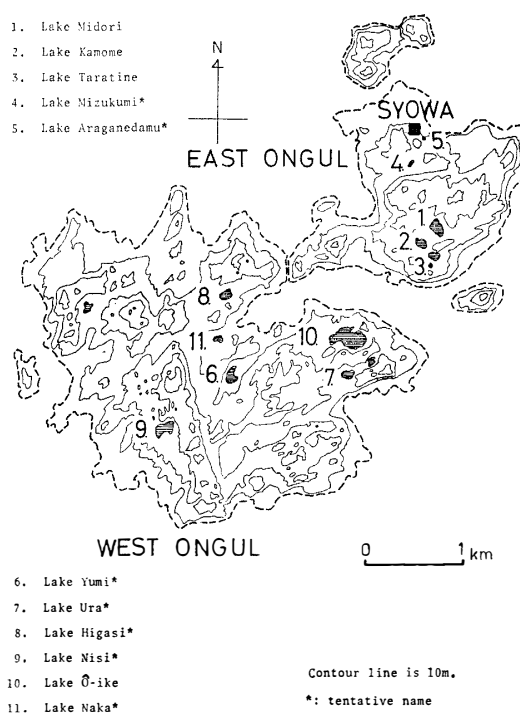 1. Lake Midori
2. Lake Kamome
3. Lake Taratine
4. Lake Mizukumi*
5. Lake Araganedamu*
N
4
SYOWA
5.
4.
EAST ONGUL
1.
2.
3.
8.
11.
10.
6.
7.
9.
WEST ONGUL
0 1 km
6. Lake Yumi*
7. Lake Ura*
8. Lake Higasi*
9. Lake Nisi*
10. Lake Ô-ike
11. Lake Naka*
Contour line is 10m.
*: tentative name